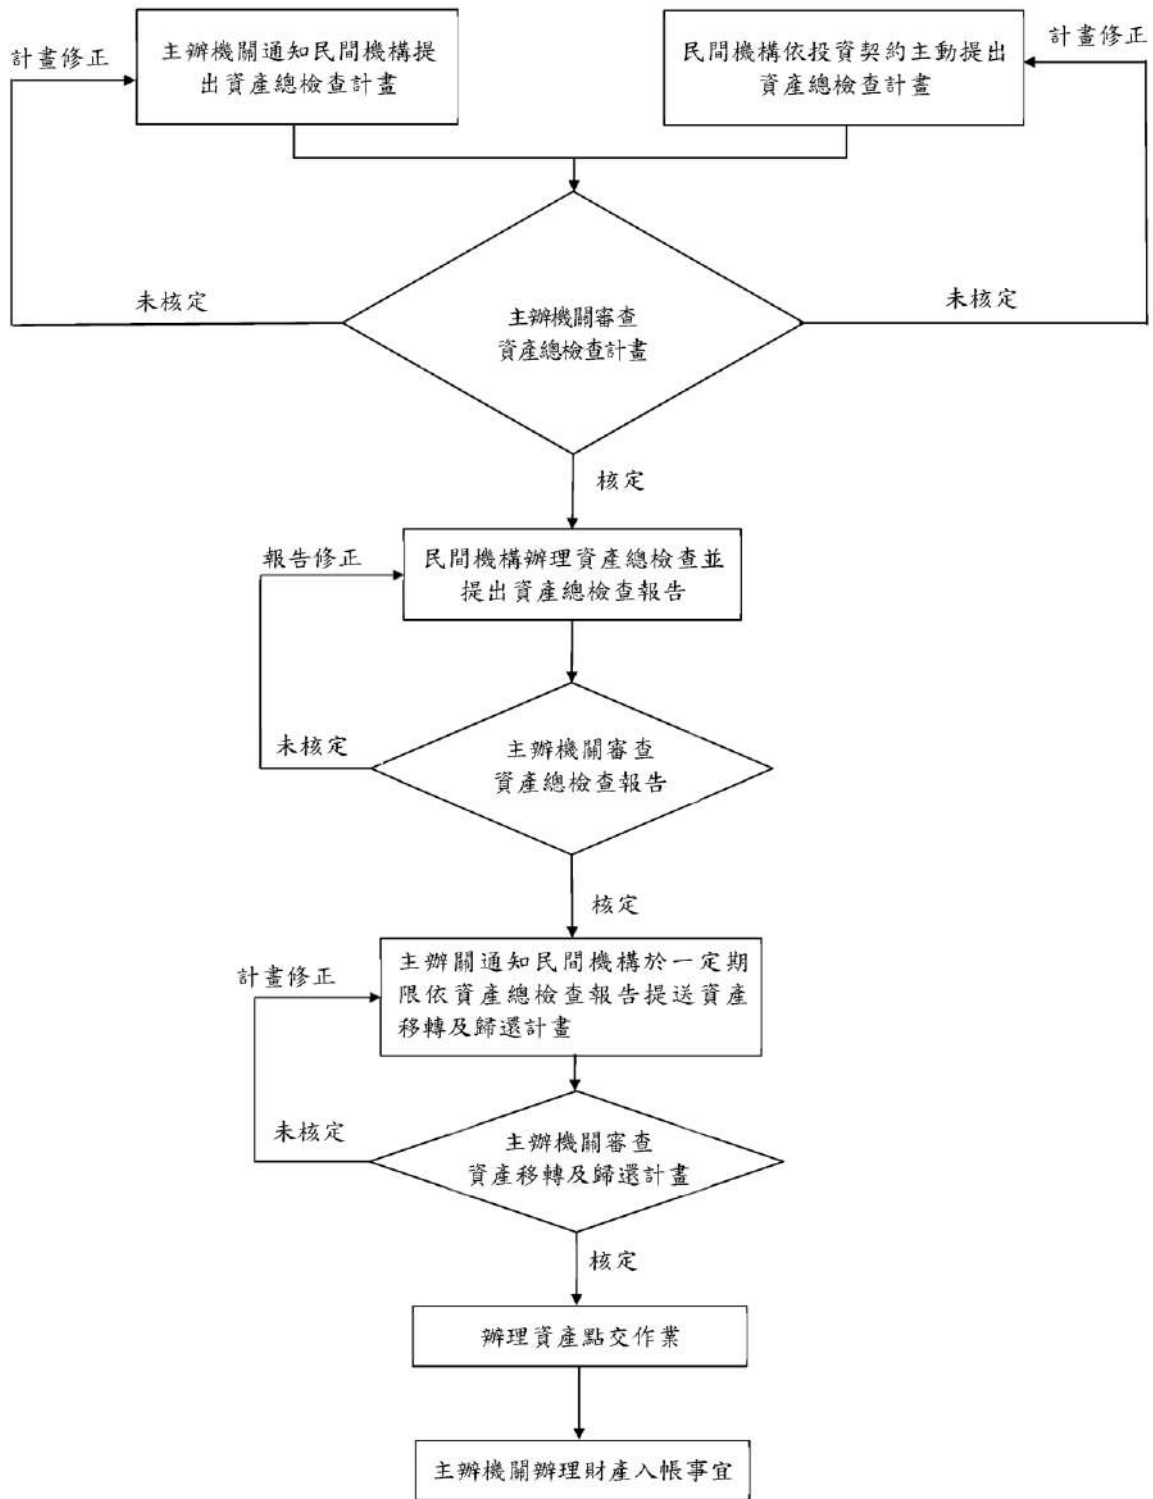 計畫修正
主辦機關通知民間機構提
出資產總檢查計畫
民間機構依投資契約主動提出
資產總檢查計畫
計畫修正
未核定
主辦機關審查
資產總檢查計畫
未核定
核定
報告修正
民間機構辦理資產總檢查並
提出資產總檢查報告
未核定
主辦機關審查
資產總檢查報告
核定
計畫修正
主辦關通知民間機構於一定期
限依資產總檢查報告提送資產
移轉及歸還計畫
未核定
主辦機關審查
資產移轉及歸還計畫
核定
辦理資產點交作業
主辦機關辦理財產入帳事宜